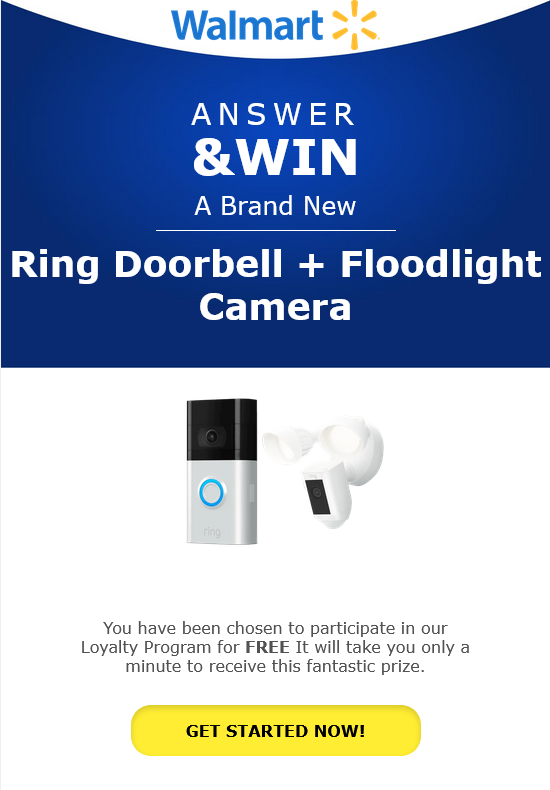 Walmart
ANSWER
&WIN
A Brand New
Ring Doorbell + Floodlight
Camera
ring
You have been chosen to participate in our
Loyalty Program for FREE It will take you only a
minute to receive this fantastic prize.
GET STARTED NOW!